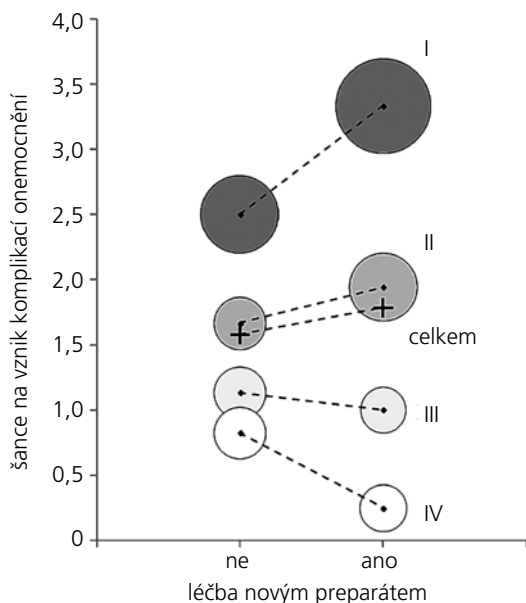 šance na vznik komplikací onemocnění
4,0
3,5
3,0
2,5
2,0
1,5
1,0
0,5
0
I
II
celkem
III
IV
ne
ano
léčba novým preparátem